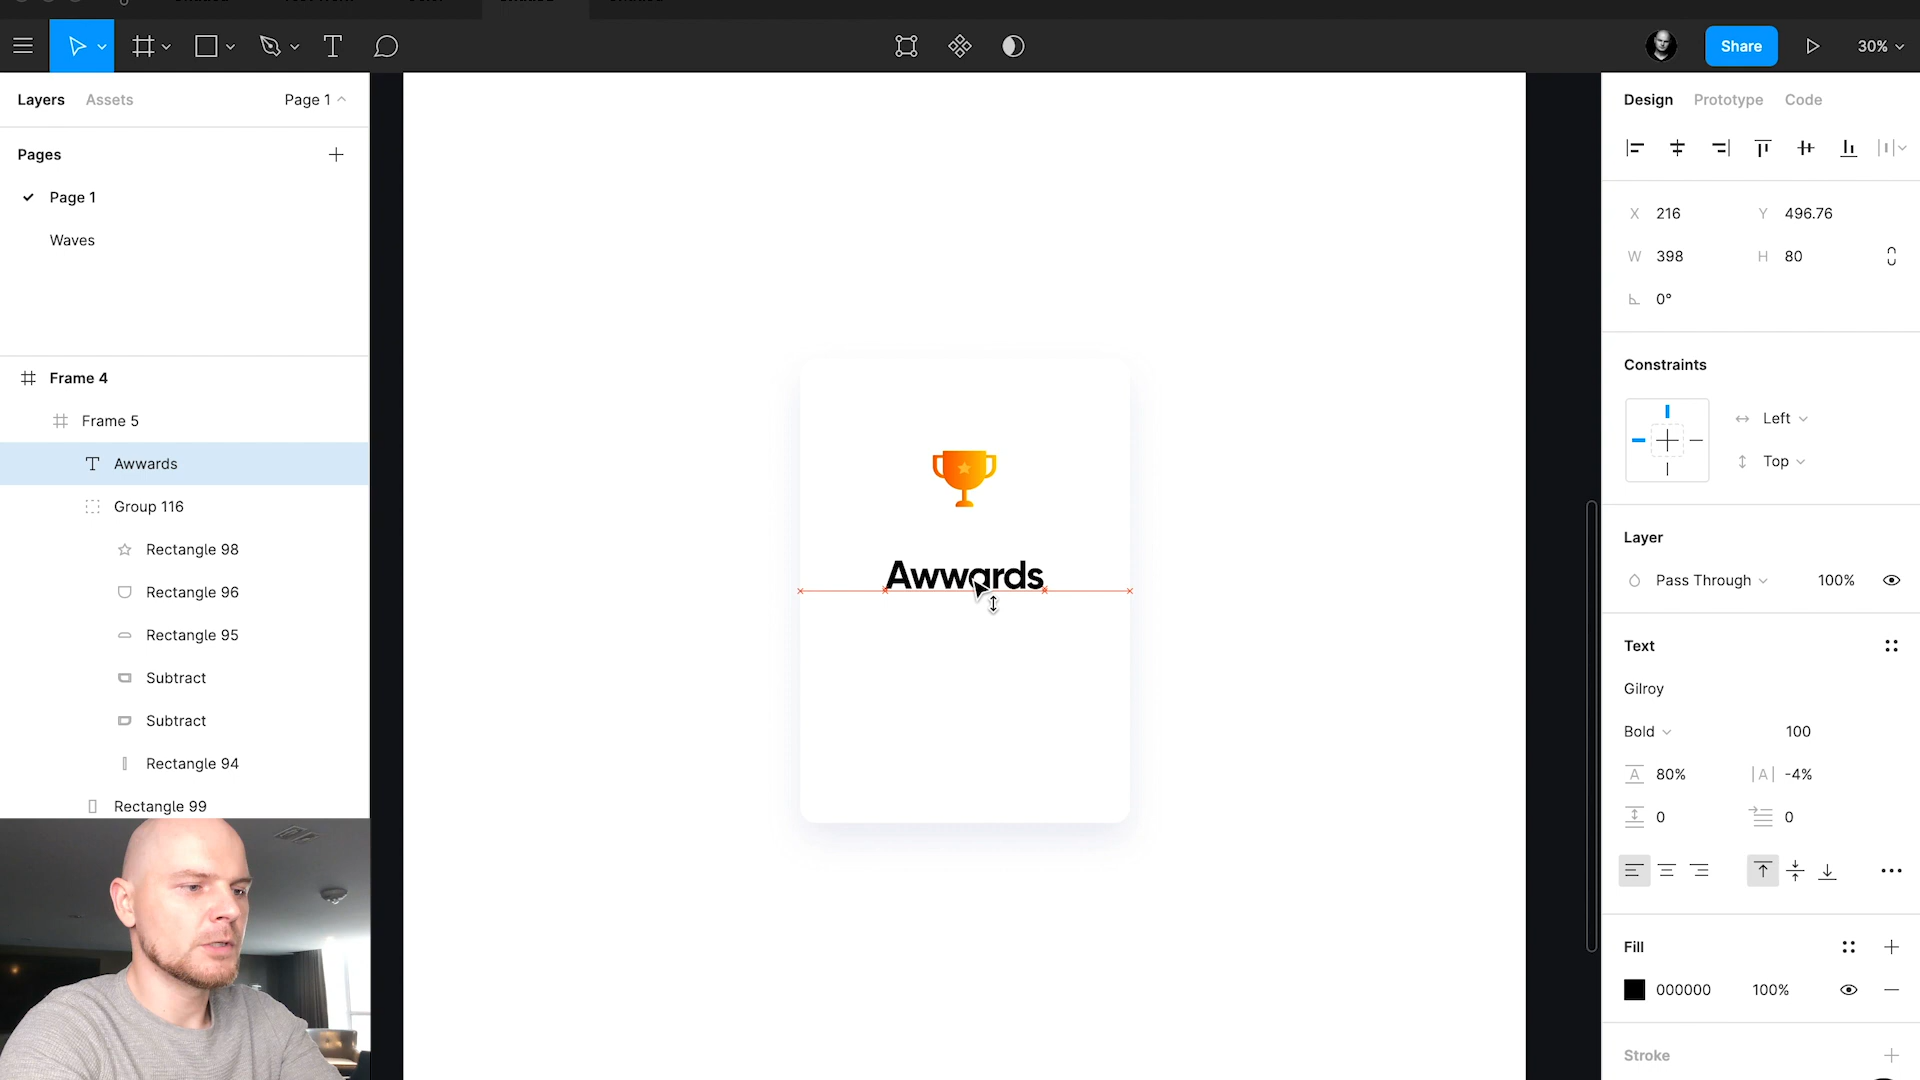 Share
30%
Layers
Assets
Page 1
Pages
Page 1
Waves
Frame 4
Frame 5
Awwards
Group 116
Rectangle 98
Rectangle 96
Rectangle 95
Subtract
Subtract
Rectangle 94
Rectangle 99
Awwards
Design
Prototype
Code
X 216
Y 496.76
W 398
H 80
0°
Constraints
Left
Top
Layer
Pass Through
100%
Text
Gilroy
Bold
100
80%
-4%
0
0
Fill
000000
100%
Stroke